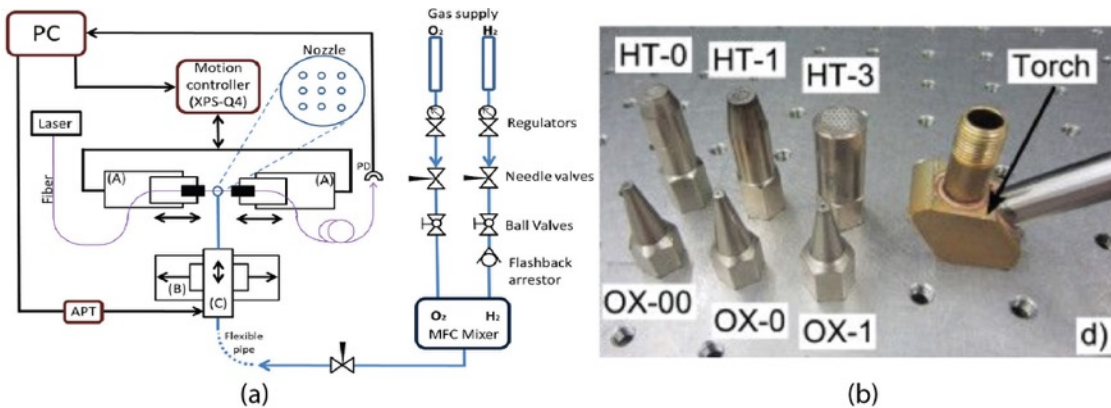 Gas supply
O₂
H₂
PC
Nozzle
Motion
controller
(XPS-Q4)
Laser
Regulators
Fiber
(A)
(A)
PD
Needle valves
Ball Valves
Flashback
arrestor
(B)
(C)
APT
O₂
H₂
MFC Mixer
Flexible
pipe
(a)
HT-0
HT-1
HT-3
Torch
OX-00
OX-0
OX-1
d)
(b)